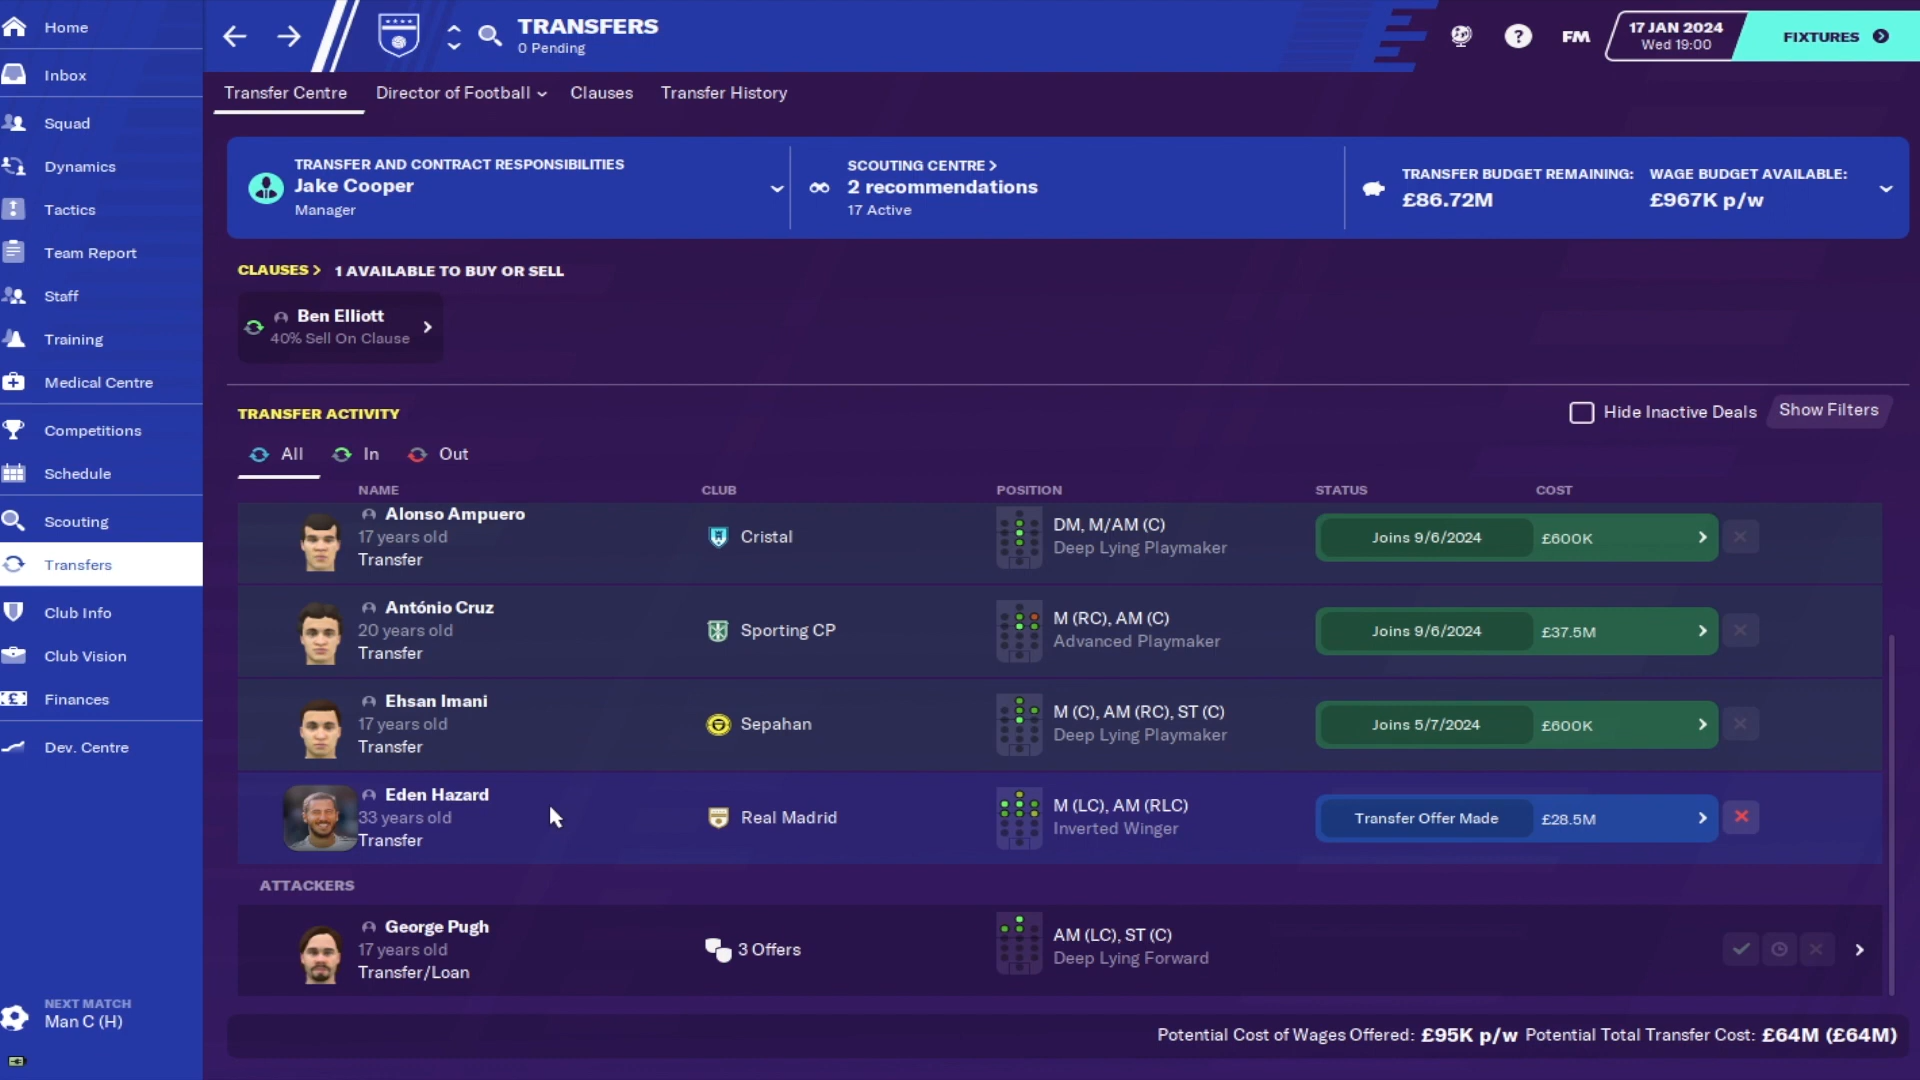 Home
Inbox
Squad
Dynamics
Tactics
Team Report
Staff
Training
Medical Centre
Competitions
Schedule
Scouting
Transfers
Club Info
Club Vision
Finances
Dev. Centre
NEXT MATCH
Man C (H)
TRANSFERS
0 Pending
?
FM
17 JAN 2024
Wed 19:00
FIXTURES
Transfer Centre
Director of Football
Clauses
Transfer History
TRANSFER AND CONTRACT RESPONSIBILITIES
Jake Cooper
Manager
SCOUTING CENTRE >
2 recommendations
17 Active
TRANSFER BUDGET REMAINING:
£86.72M
WAGE BUDGET AVAILABLE:
£967K p/w
CLAUSES > 1 AVAILABLE TO BUY OR SELL
Ben Elliott
40% Sell On Clause
TRANSFER ACTIVITY
Hide Inactive Deals
Show Filters
All
In
Out
NAME CLUB POSITION STATUS COST
Alonso Ampuero
17 years old
Transfer
Cristal
DM, M/AM (C)
Deep Lying Playmaker
Joins 9/6/2024
£600K
António Cruz
20 years old
Transfer
Sporting CP
M (RC), AM (C)
Advanced Playmaker
Joins 9/6/2024
£37.5M
Ehsan Imani
17 years old
Transfer
Sepahan
M (C), AM (RC), ST (C)
Deep Lying Playmaker
Joins 5/7/2024
£600K
Eden Hazard
33 years old
Transfer
Real Madrid
M (LC), AM (RLC)
Inverted Winger
Transfer Offer Made
£28.5M
ATTACKERS
George Pugh
17 years old
Transfer/Loan
3 Offers
AM (LC), ST (C)
Deep Lying Forward
Potential Cost of Wages Offered: £95K p/w Potential Total Transfer Cost: £64M (£64M)